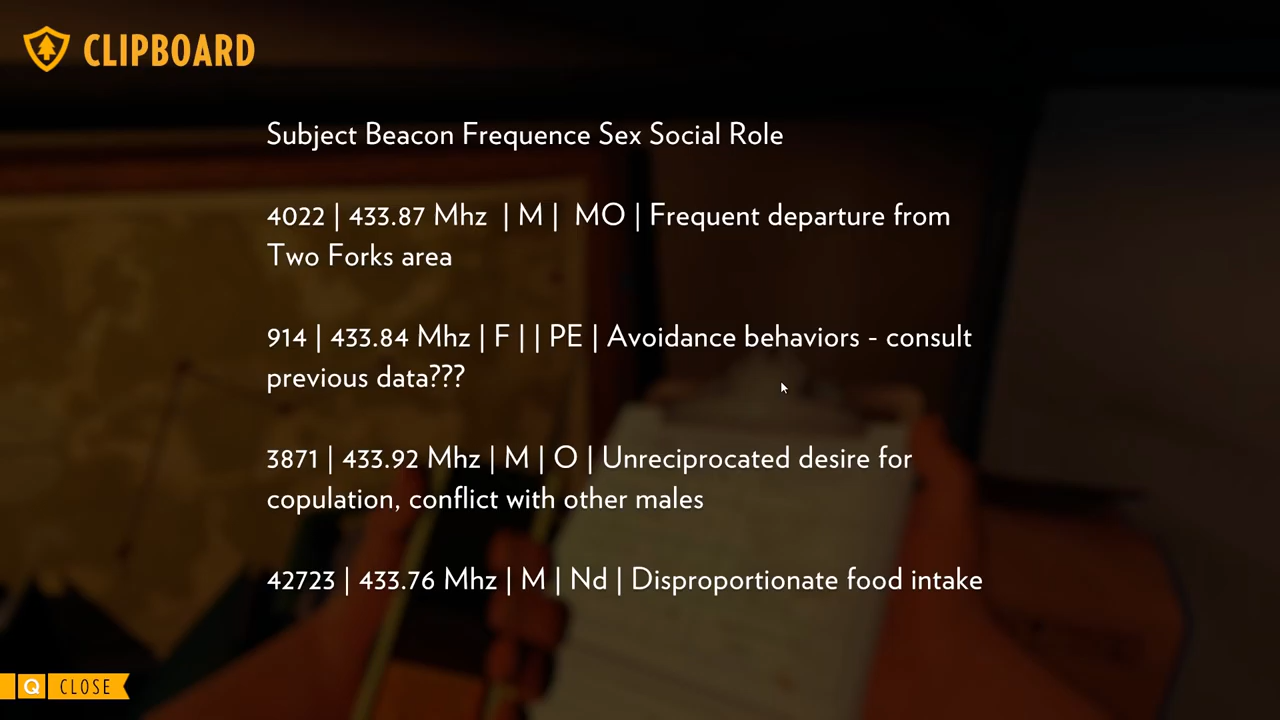 CLIPBOARD
Subject Beacon Frequence Sex Social Role
4022 | 433.87 Mhz | M | MO | Frequent departure from
Two Forks area
914 | 433.84 Mhz | F | | PE | Avoidance behaviors - consult
previous data???
3871 | 433.92 Mhz | M | O | Unreciprocated desire for
copulation, conflict with other males
42723 | 433.76 Mhz | M | Nd | Disproportionate food intake
Q CLOSE